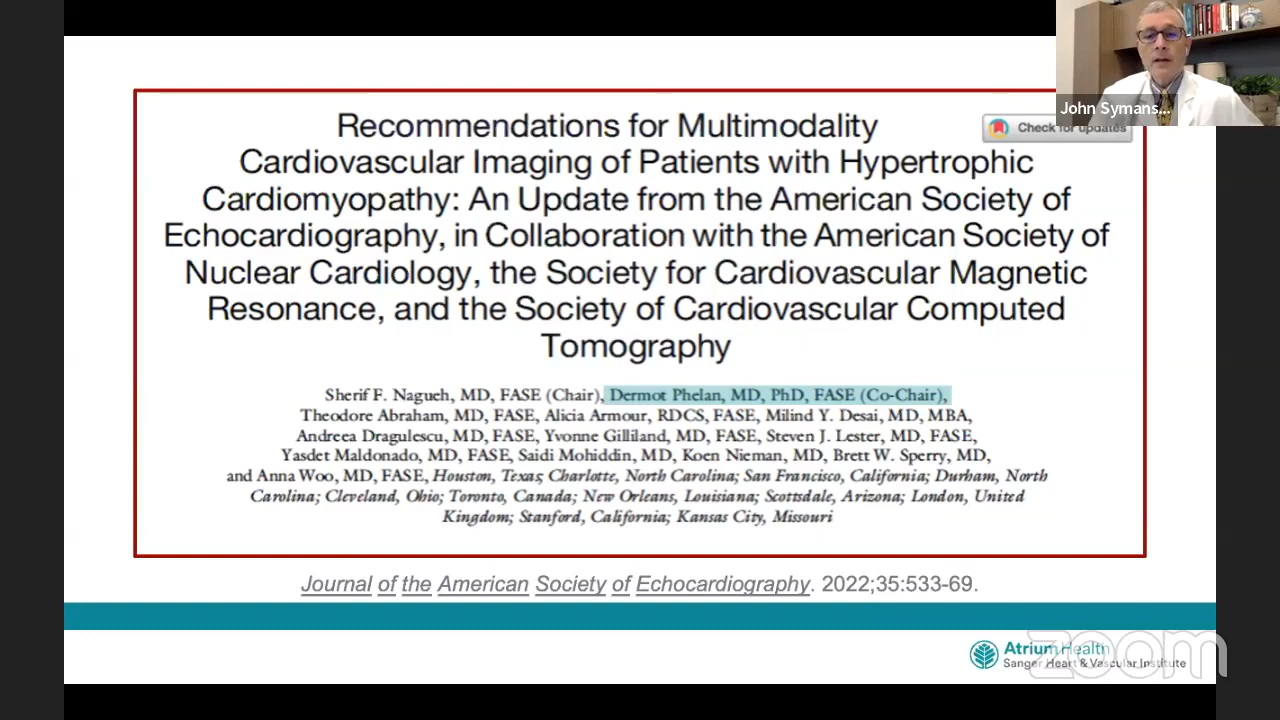 John Symans...
Check for updates
Recommendations for Multimodality
Cardiovascular Imaging of Patients with Hypertrophic
Cardiomyopathy: An Update from the American Society of
Echocardiography, in Collaboration with the American Society of
Nuclear Cardiology, the Society for Cardiovascular Magnetic
Resonance, and the Society of Cardiovascular Computed
Tomography
Sherif F. Nagueh, MD, FASE (Chair), Dermot Phelan, MD, PhD, FASE (Co-Chair),
Theodore Abraham, MD, FASE, Alicia Armour, RDCS, FASE, Milind Y. Desai, MD, MBA,
Andreea Dragulescu, MD, FASE, Yvonne Gilliland, MD, FASE, Steven J. Lester, MD, FASE,
Yasdet Maldonado, MD, FASE, Saidi Mohiddin, MD, Koen Nieman, MD, Brett W. Sperry, MD,
and Anna Woo, MD, FASE, Houston, Texas; Charlotte, North Carolina; San Francisco, California; Durham, North
Carolina; Cleveland, Ohio; Toronto, Canada; New Orleans, Louisiana; Scottsdale, Arizona; London, United
Kingdom; Stanford, California; Kansas City, Missouri
Journal of the American Society of Echocardiography. 2022;35:533-69.
Atrium Health
Sanger Heart & Vascular Institute
zoom